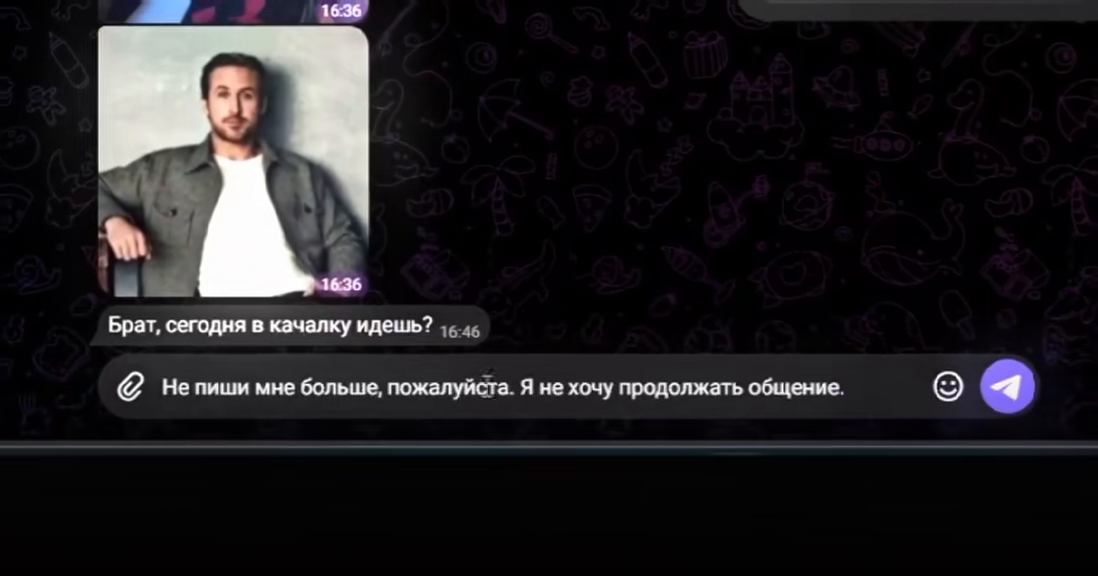 16:36
16:36
Брат, сегодня в качалку идешь? 16:46
Не пиши мне больше, пожалуйста. Я не хочу продолжать общение.